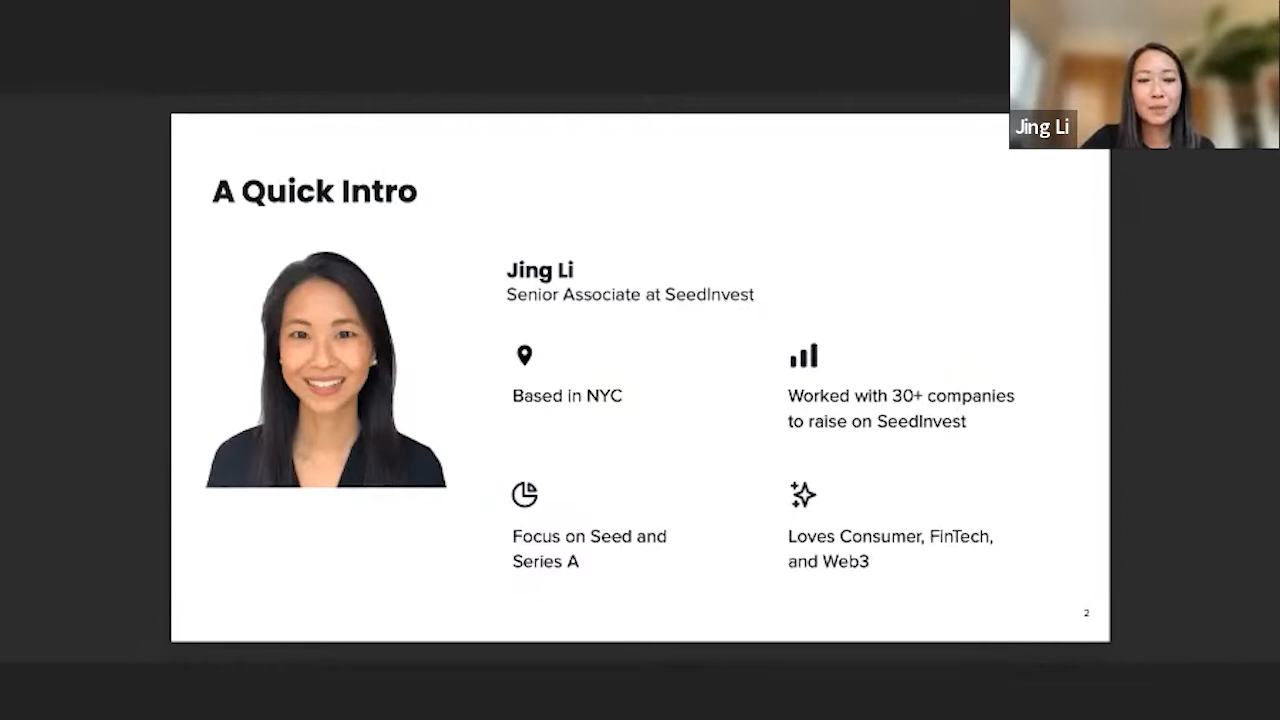 Jing Li
A Quick Intro
Jing Li
Senior Associate at SeedInvest
Based in NYC
Worked with 30+ companies
to raise on SeedInvest
Focus on Seed and
Series A
Loves Consumer, FinTech,
and Web3
2